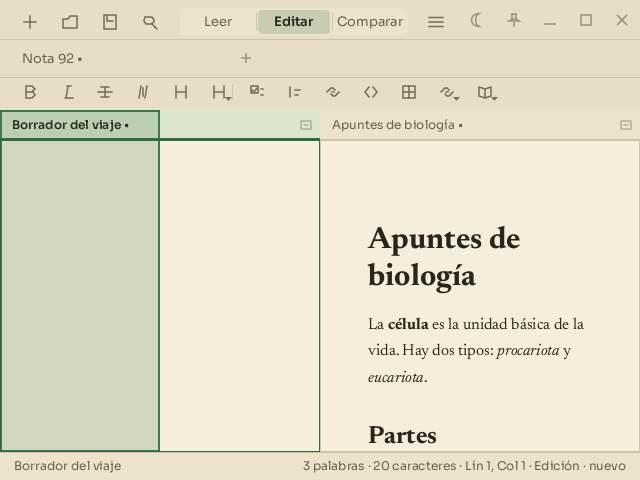 Leer Editar Comparar
Nota 92 •
Borrador del viaje • Apuntes de biología •
Apuntes de
biología
La célula es la unidad básica de la
vida. Hay dos tipos: procariota y
eucariota.
Partes
Borrador del viaje 3 palabras · 20 caracteres · Lín 1, Col 1 · Edición · nuevo